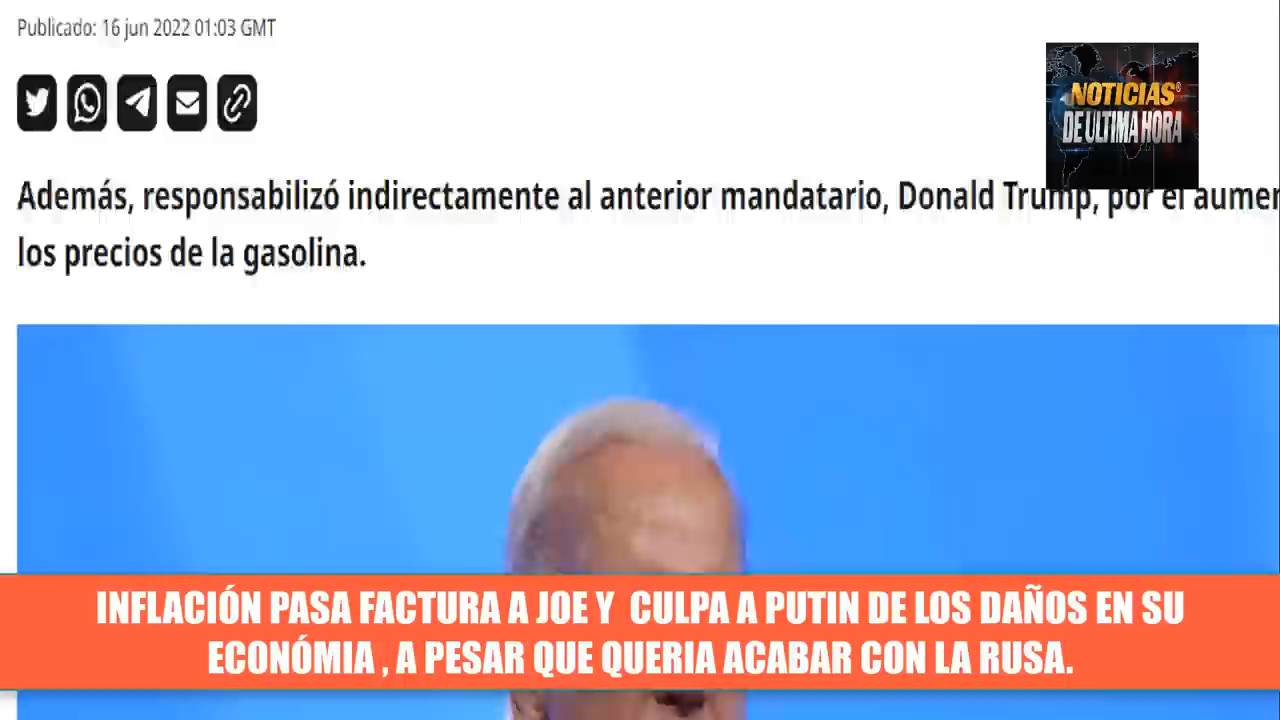 Publicado: 16 jun 2022 01:03 GMT
NOTICIAS®
DE ULTIMA HORA
Además, responsabilizó indirectamente al anterior mandatario, Donald Trump, por el
los precios de la gasolina.
INFLACIÓN PASA FACTURA A JOE Y CULPA A PUTIN DE LOS DAÑOS EN SU
ECONÓMIA , A PESAR QUE QUERIA ACABAR CON LA RUSA.